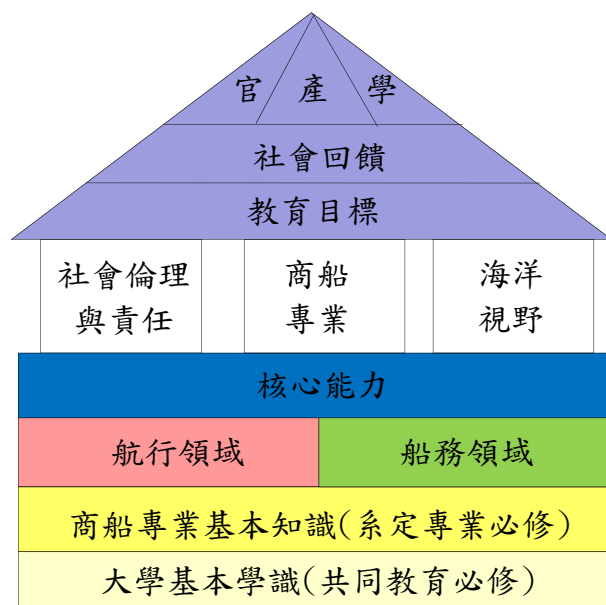 官 產 學
社會回饋
教育目標
社會倫理
與責任
商船
專業
海洋
視野
核心能力
航行領域
船務領域
商船專業基本知識(系定專業必修)
大學基本學識(共同教育必修)